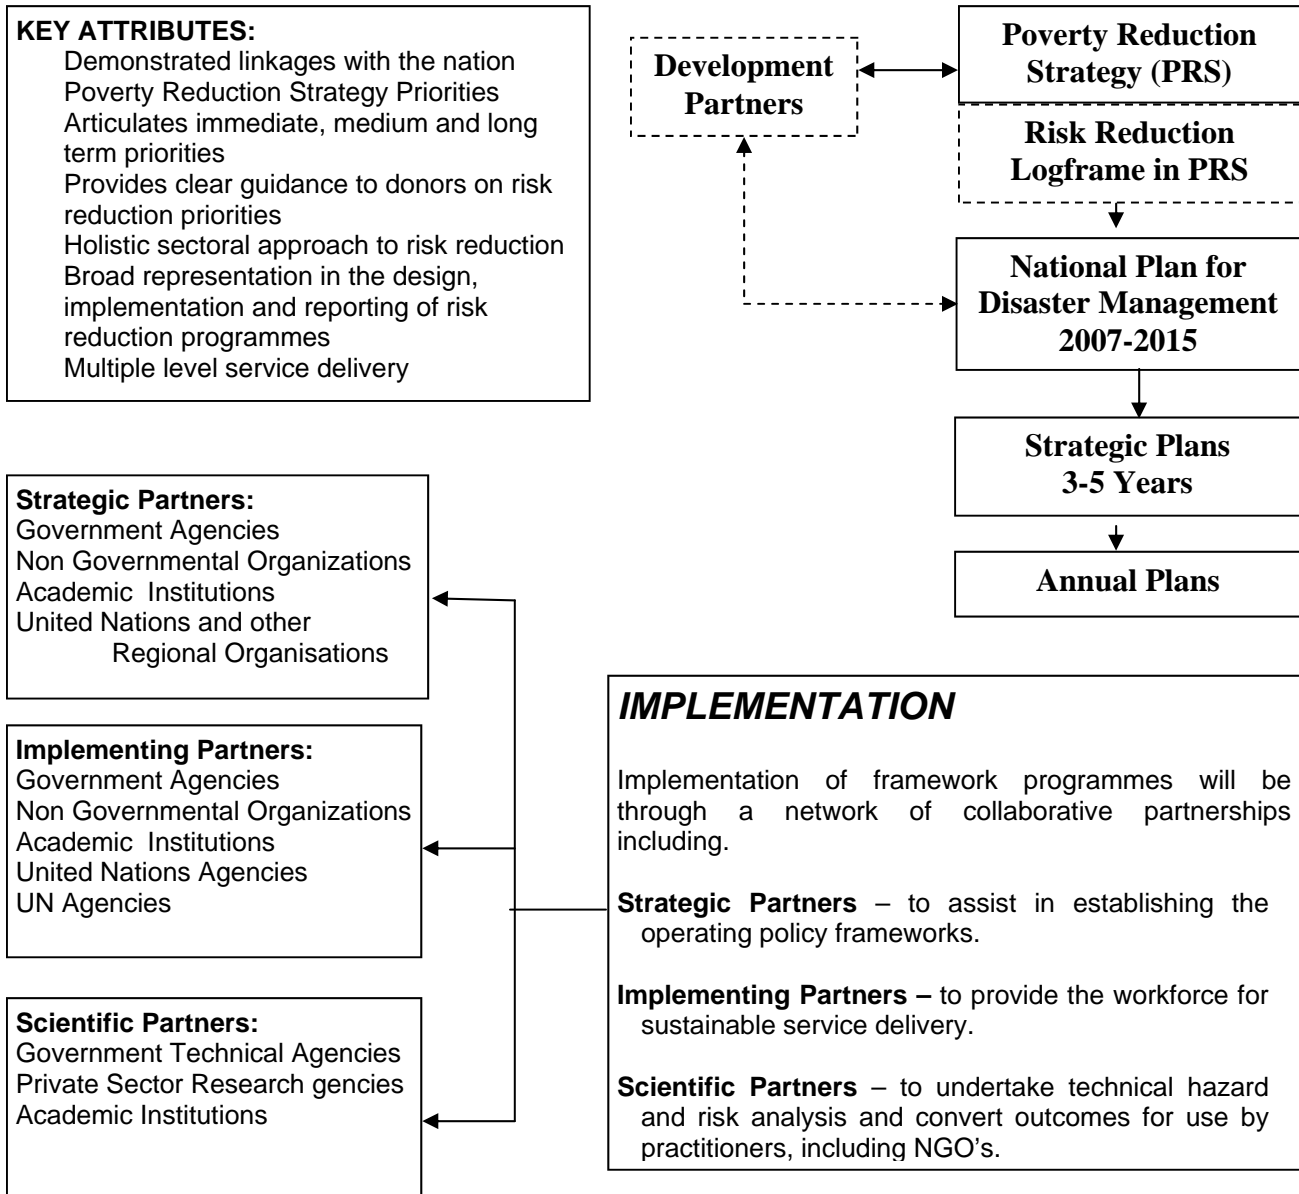 KEY ATTRIBUTES:
Demonstrated linkages with the nation
Poverty Reduction Strategy Priorities
Articulates immediate, medium and long
term priorities
Provides clear guidance to donors on risk
reduction priorities
Holistic sectoral approach to risk reduction
Broad representation in the design,
implementation and reporting of risk
reduction programmes
Multiple level service delivery
Development
Partners
Poverty Reduction
Strategy (PRS)
Risk Reduction
Logframe in PRS
National Plan for
Disaster Management
2007-2015
Strategic Plans
3-5 Years
Annual Plans
Strategic Partners:
Government Agencies
Non Governmental Organizations
Academic Institutions
United Nations and other
Regional Organisations
Implementing Partners:
Government Agencies
Non Governmental Organizations
Academic Institutions
United Nations Agencies
UN Agencies
Scientific Partners:
Government Technical Agencies
Private Sector Research gencies
Academic Institutions
IMPLEMENTATION
Implementation of framework programmes will be
through a network of collaborative partnerships
including.
Strategic Partners – to assist in establishing the
operating policy frameworks.
Implementing Partners – to provide the workforce for
sustainable service delivery.
Scientific Partners – to undertake technical hazard
and risk analysis and convert outcomes for use by
practitioners, including NGO's.